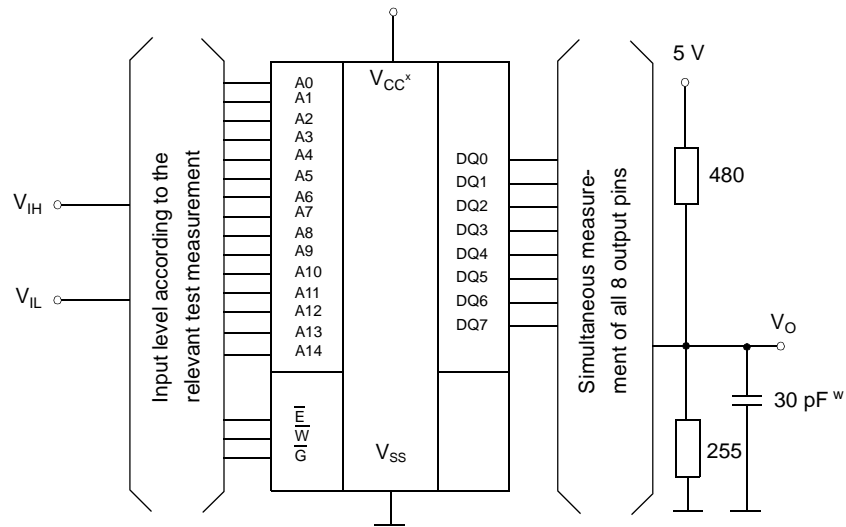 V_IH
V_IL
Input level according to the
relevant test measurement
A0
A1
A2
A3
A4
A5
A6
A7
A8
A9
A10
A11
A12
A13
A14
E̅
W̅
G̅
V_CC^x
V_SS
DQ0
DQ1
DQ2
DQ3
DQ4
DQ5
DQ6
DQ7
Simultaneous measure-
ment of all 8 output pins
5 V
480
V_O
30 pF ^w
255